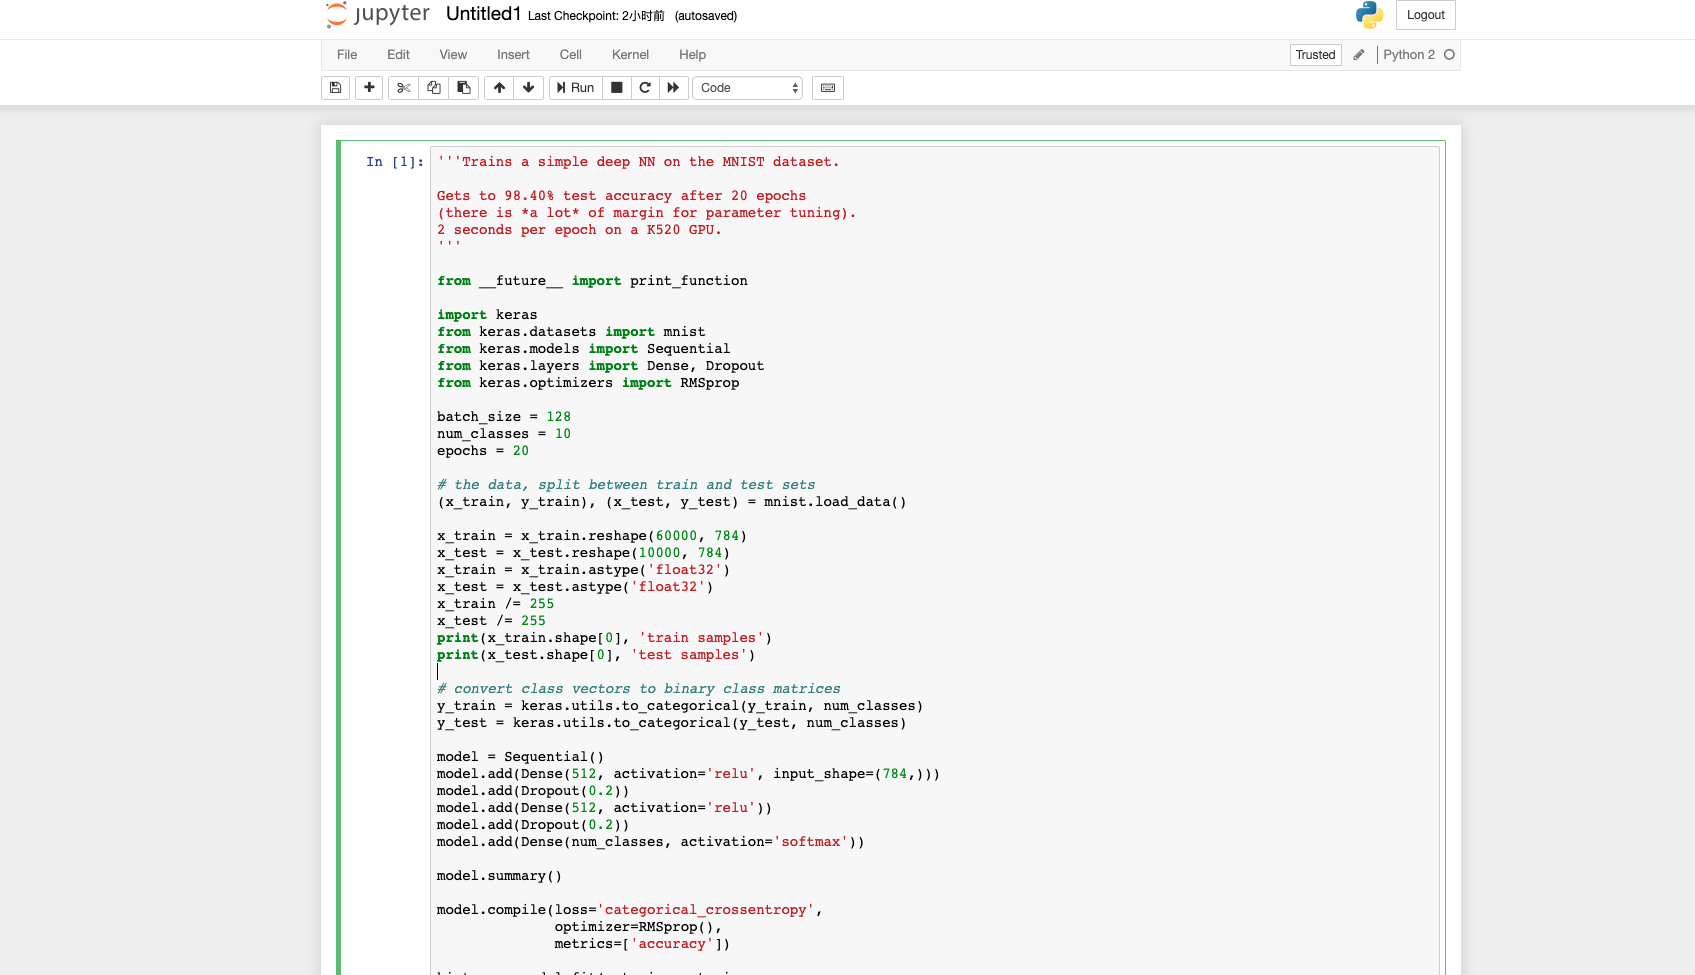 jupyter Untitled1 Last Checkpoint: 2小时前 (autosaved) Logout
File Edit View Insert Cell Kernel Help Trusted Python 2
Run Code
In [1]: '''Trains a simple deep NN on the MNIST dataset.
Gets to 98.40% test accuracy after 20 epochs
(there is *a lot* of margin for parameter tuning).
2 seconds per epoch on a K520 GPU.
'''
from __future__ import print_function
import keras
from keras.datasets import mnist
from keras.models import Sequential
from keras.layers import Dense, Dropout
from keras.optimizers import RMSprop
batch_size = 128
num_classes = 10
epochs = 20
# the data, split between train and test sets
(x_train, y_train), (x_test, y_test) = mnist.load_data()
x_train = x_train.reshape(60000, 784)
x_test = x_test.reshape(10000, 784)
x_train = x_train.astype('float32')
x_test = x_test.astype('float32')
x_train /= 255
x_test /= 255
print(x_train.shape[0], 'train samples')
print(x_test.shape[0], 'test samples')
# convert class vectors to binary class matrices
y_train = keras.utils.to_categorical(y_train, num_classes)
y_test = keras.utils.to_categorical(y_test, num_classes)
model = Sequential()
model.add(Dense(512, activation='relu', input_shape=(784,)))
model.add(Dropout(0.2))
model.add(Dense(512, activation='relu'))
model.add(Dropout(0.2))
model.add(Dense(num_classes, activation='softmax'))
model.summary()
model.compile(loss='categorical_crossentropy',
optimizer=RMSprop(),
metrics=['accuracy'])